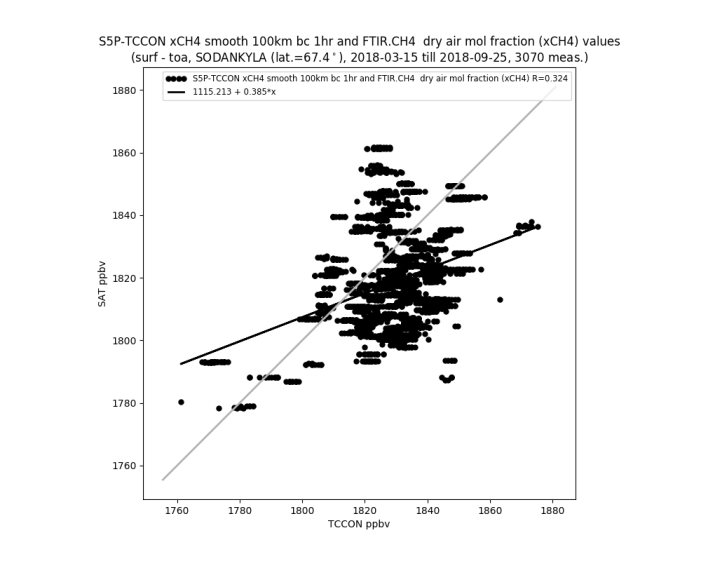 S5P-TCCON xCH4 smooth 100km bc 1hr and FTIR.CH4  dry air mol fraction (xCH4) values
(surf - toa, SODANKYLA (lat.=67.4°), 2018-03-15 till 2018-09-25, 3070 meas.)
S5P-TCCON xCH4 smooth 100km bc 1hr and FTIR.CH4  dry air mol fraction (xCH4) R=0.324
1115.213 + 0.385*x
1880
1860
1840
1820
1800
1780
1760
SAT ppbv
1760 1780 1800 1820 1840 1860 1880
TCCON ppbv